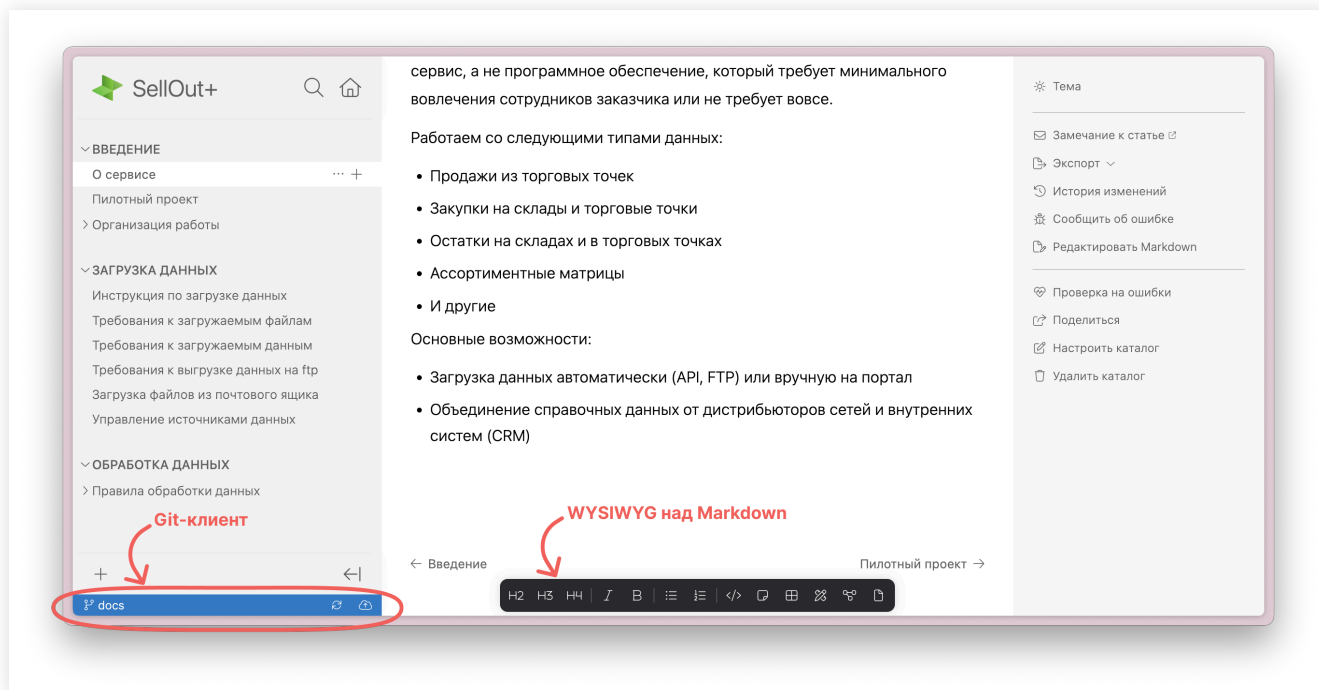 SellOut+
ВВЕДЕНИЕ
О сервисе
Пилотный проект
Организация работы
ЗАГРУЗКА ДАННЫХ
Инструкция по загрузке данных
Требования к загружаемым файлам
Требования к загружаемым данным
Требования к выгрузке данных на ftp
Загрузка файлов из почтового ящика
Управление источниками данных
ОБРАБОТКА ДАННЫХ
Правила обработки данных
Git-клиент
docs
сервис, а не программное обеспечение, который требует минимального
вовлечения сотрудников заказчика или не требует вовсе.
Работаем со следующими типами данных:
• Продажи из торговых точек
• Закупки на склады и торговые точки
• Остатки на складах и в торговых точках
• Ассортиментные матрицы
• И другие
Основные возможности:
• Загрузка данных автоматически (API, FTP) или вручную на портал
• Объединение справочных данных от дистрибьюторов сетей и внутренних
систем (CRM)
WYSIWYG над Markdown
← Введение
Пилотный проект →
H2 H3 H4 I B </>
Тема
Замечание к статье
Экспорт
История изменений
Сообщить об ошибке
Редактировать Markdown
Проверка на ошибки
Поделиться
Настроить каталог
Удалить каталог